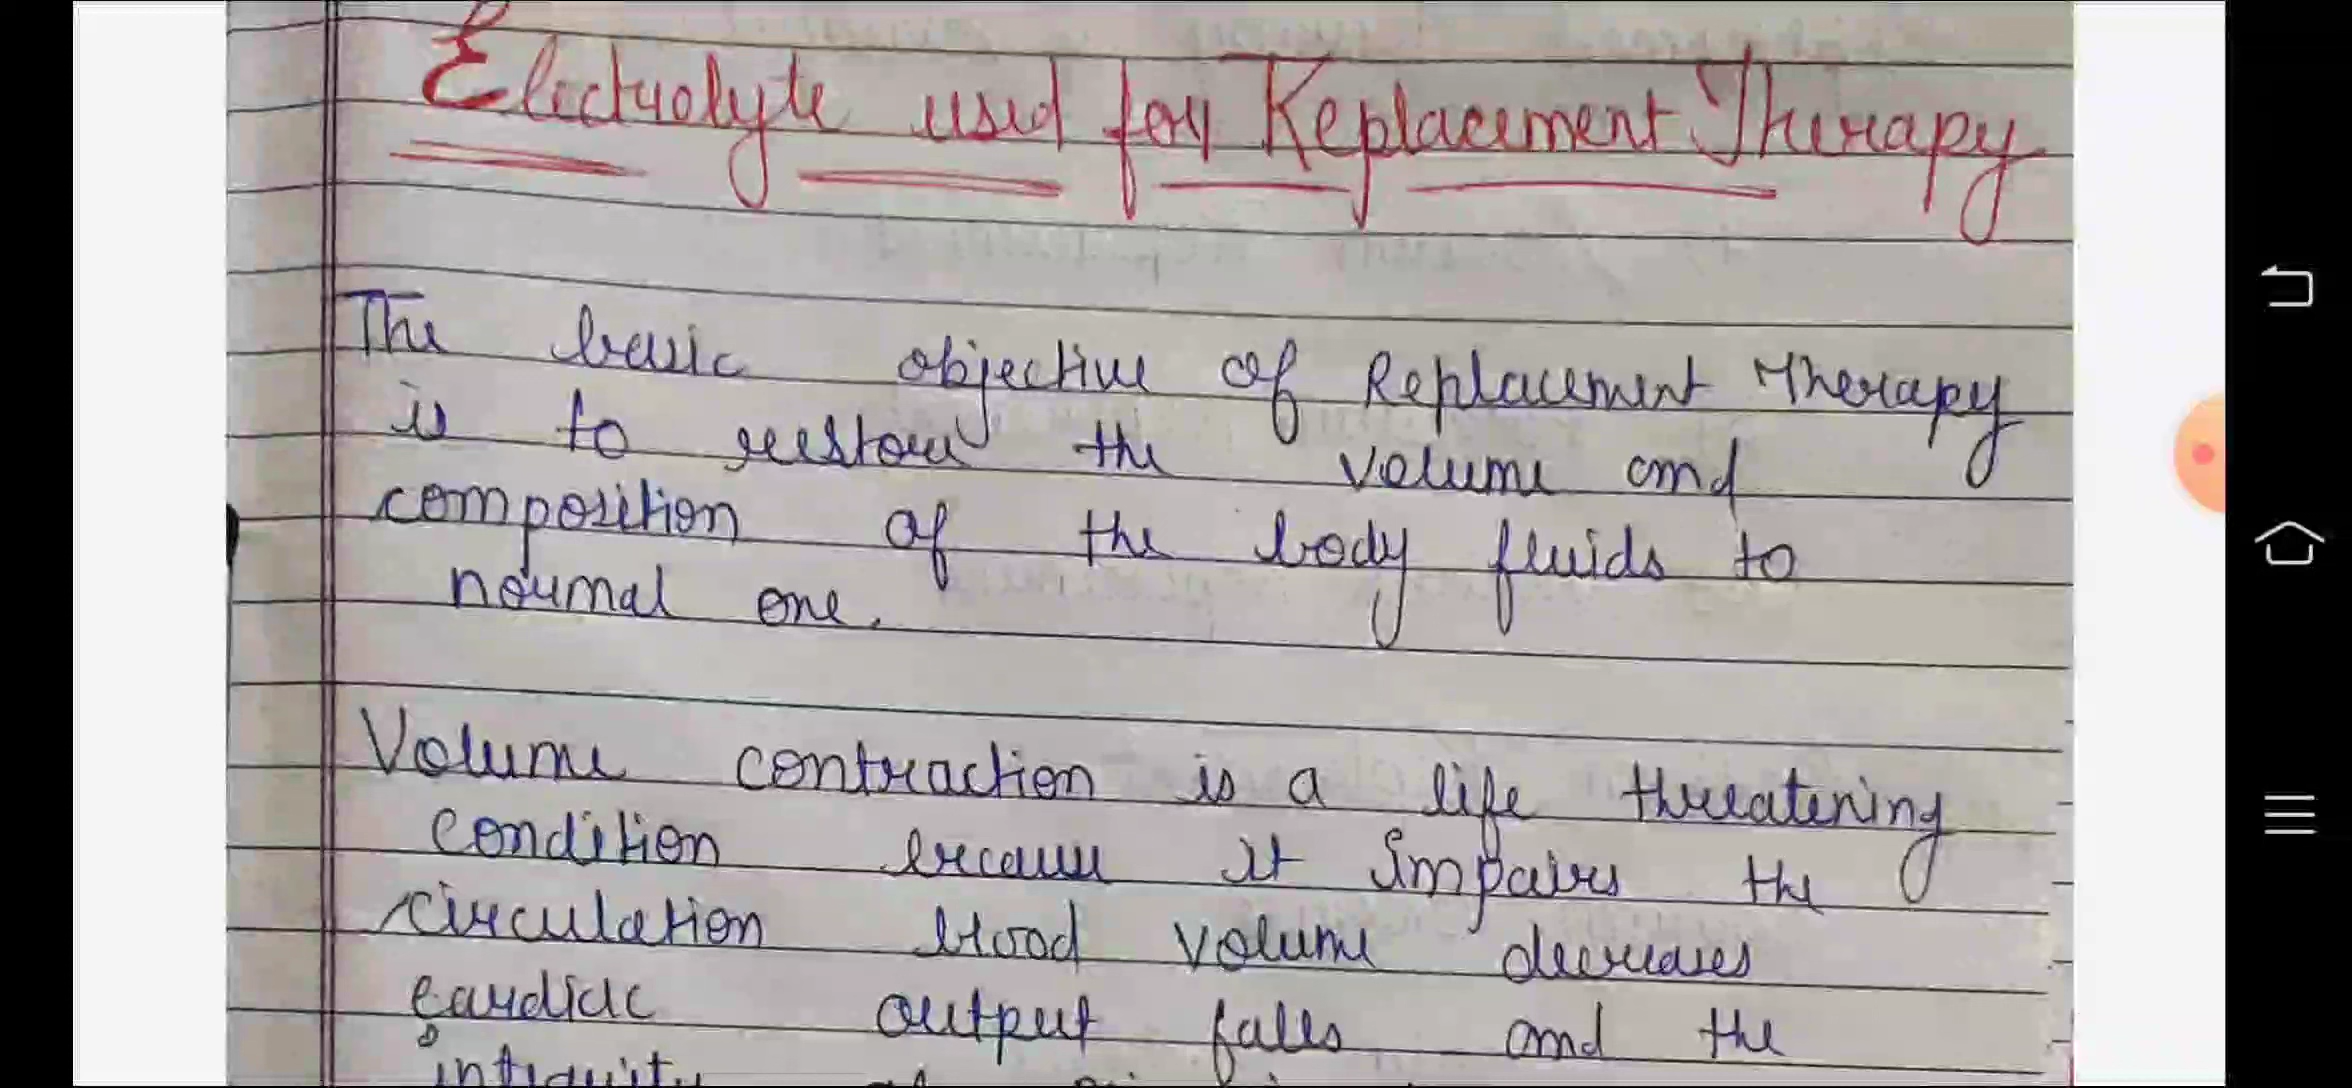 Electrolyte used for Replacement Therapy
The basic objective of Replacement Therapy
is to restore the volume and
composition of the body fluids to
normal one.
Volume contraction is a life threatening
condition because it impairs the
circulation blood volume decreases
cardiac output falls and the